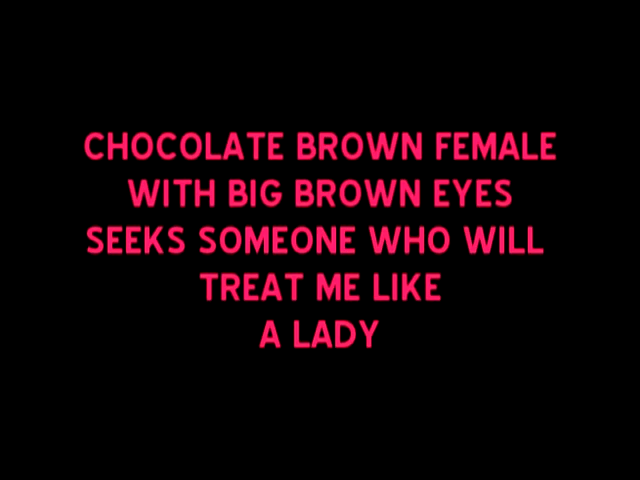 CHOCOLATE BROWN FEMALE
WITH BIG BROWN EYES
SEEKS SOMEONE WHO WILL
TREAT ME LIKE
A LADY